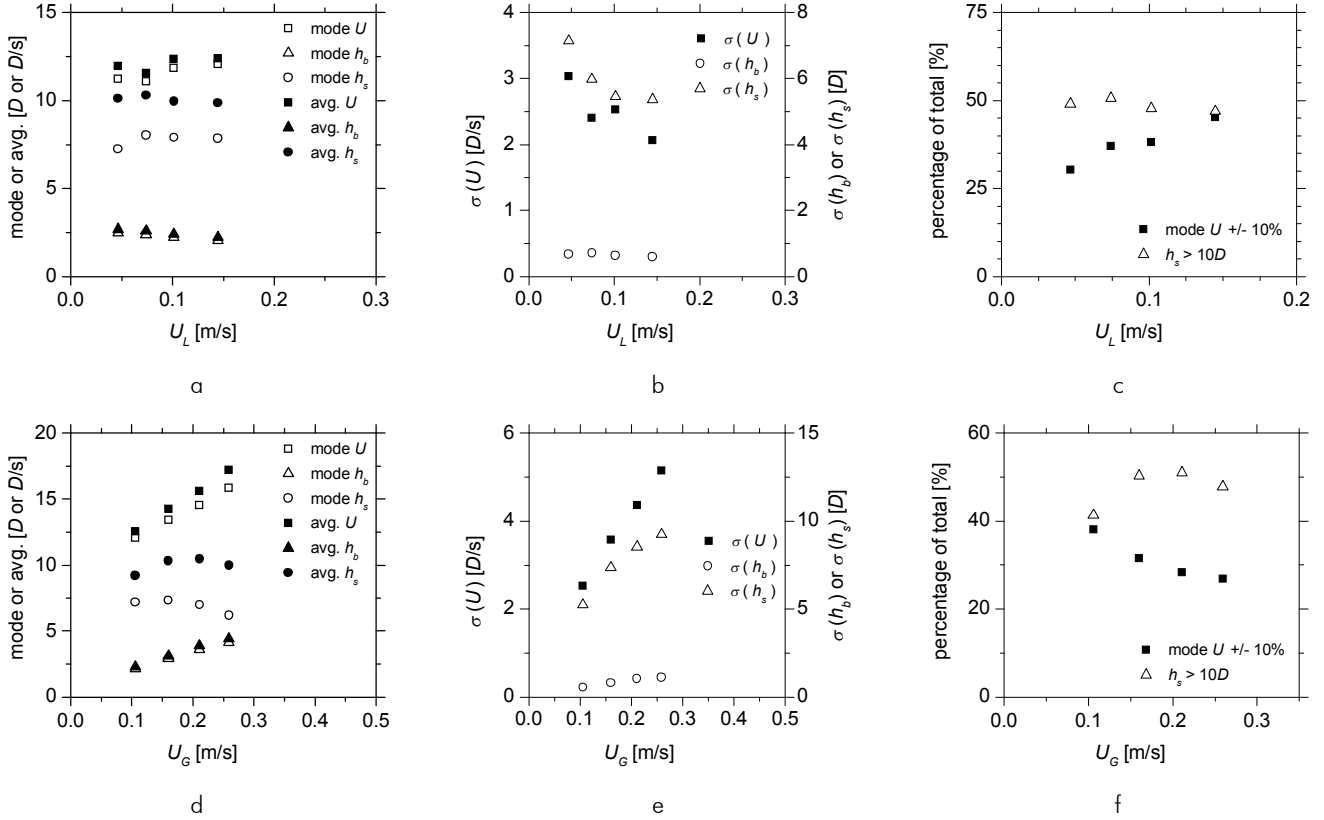 mode or avg. [D or D/s]
15
10
5
0
0.0
0.1
0.2
0.3
U_L [m/s]
mode U
mode h_b
mode h_s
avg. U
avg. h_b
avg. h_s
a
σ(U) [D/s]
4
3
2
1
0
0.0
0.1
0.2
0.3
U_L [m/s]
8
6
4
2
0
σ(h_b) or σ(h_s) [D]
σ(U)
σ(h_b)
σ(h_s)
b
percentage of total [%]
75
50
25
0
0.0
0.1
0.2
U_L [m/s]
mode U +/- 10%
h_s > 10D
c
mode or avg. [D or D/s]
20
15
10
5
0
0.0
0.1
0.2
0.3
0.4
0.5
U_G [m/s]
mode U
mode h_b
mode h_s
avg. U
avg. h_b
avg. h_s
d
σ(U) [D/s]
6
4
2
0
0.0
0.1
0.2
0.3
0.4
0.5
U_G [m/s]
15
10
5
0
σ(h_b) or σ(h_s) [D]
σ(U)
σ(h_b)
σ(h_s)
e
percentage of total [%]
60
40
20
0
0.0
0.1
0.2
0.3
U_G [m/s]
mode U +/- 10%
h_s > 10D
f